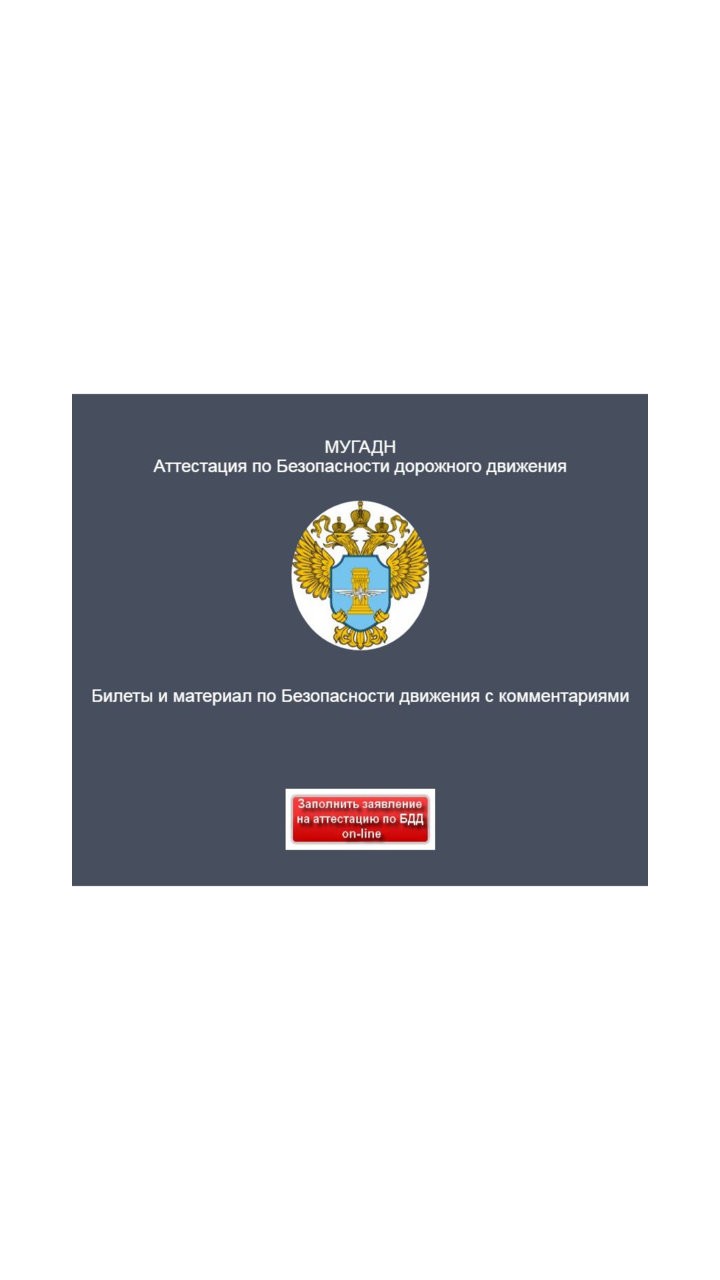 МУГАДН
Аттестация по Безопасности дорожного движения
Билеты и материал по Безопасности движения с комментариями
Заполнить заявление
на аттестацию по БДД
on-line